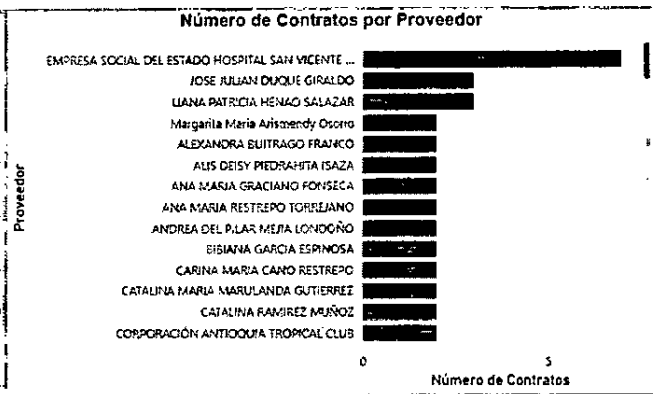 Número de Contratos por Proveedor
EMPRESA SOCIAL DEL ESTADO HOSPITAL SAN VICENTE ...
JOSE JULIAN DUQUE GIRALDO
LIANA PATRICIA HENAO SALAZAR
Margarita Maria Arismendy Osorio
ALEXANDRA BUITRAGO FRANCO
ALIS DEISY PIEDRAHITA ISAZA
ANA MARIA GRACIANO FONSECA
ANA MARIA RESTREPO TORREJANO
ANDREA DEL PILAR MEJIA LONDOÑO
BIBIANA GARCIA ESPINOSA
CARINA MARIA CANO RESTREPO
CATALINA MARIA MARULANDA GUTIERREZ
CATALINA RAMIREZ MUÑOZ
CORPORACIÓN ANTIOQUIA TROPICAL CLUB
Proveedor
0 5
Número de Contratos